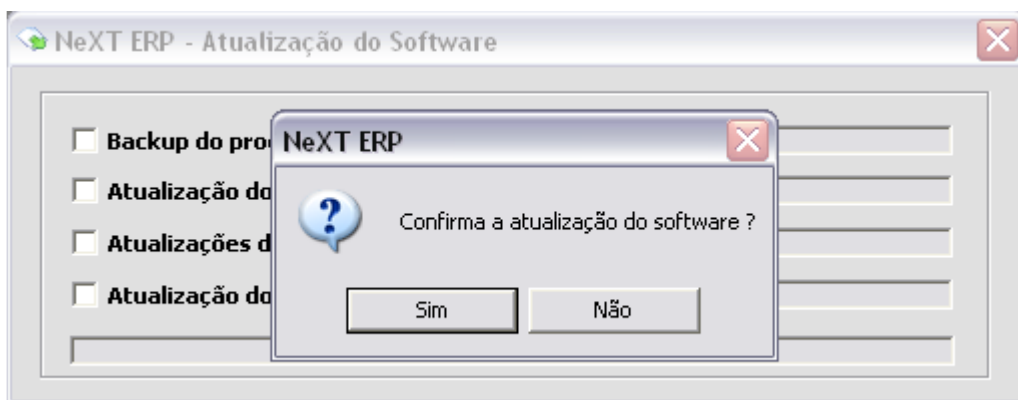 NeXT ERP - Atualização do Software
NeXT ERP
Backup do
Atualização do
Confirma a atualização do software ?
Atualizações
Atualização do
Sim
Não